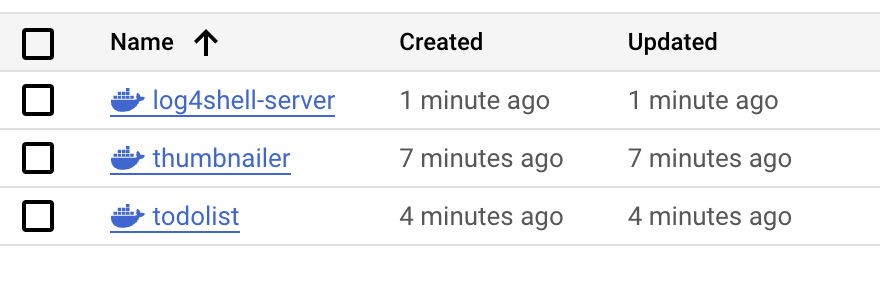 Name Created Updated
log4shell-server 1 minute ago 1 minute ago
thumbnailer 7 minutes ago 7 minutes ago
todolist 4 minutes ago 4 minutes ago